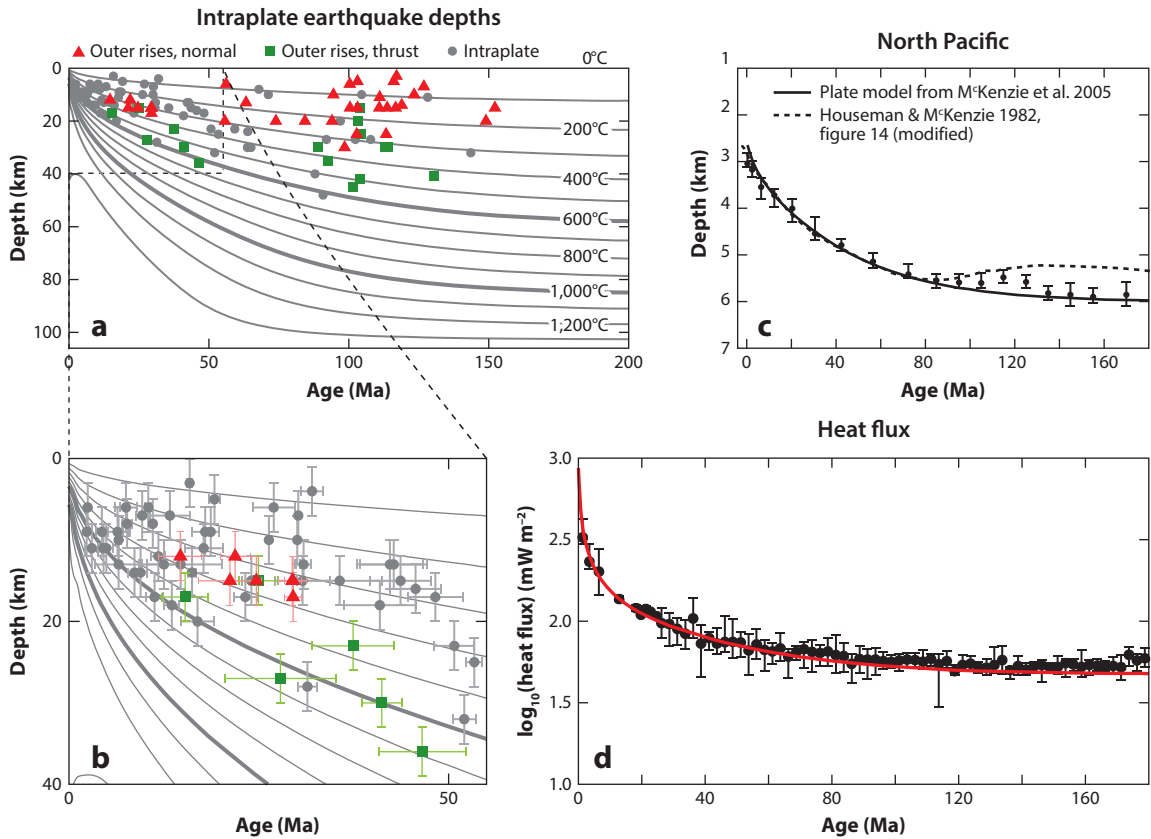 Intraplate earthquake depths
Outer rises, normal
Outer rises, thrust
Intraplate
0
20
40
60
80
100
Depth (km)
0°C
200°C
400°C
600°C
800°C
1,000°C
1,200°C
a
0
50
100
150
200
Age (Ma)
North Pacific
1
2
3
4
5
6
7
Depth (km)
1
Plate model from MᶜKenzie et al. 2005
Houseman & MᶜKenzie 1982,
figure 14 (modified)
c
0
40
80
120
160
Age (Ma)
0
20
40
Depth (km)
b
0
50
Age (Ma)
Heat flux
3.0
2.5
2.0
1.5
1.0
log₁₀(heat flux) (mW m⁻²)
d
0
40
80
120
160
Age (Ma)